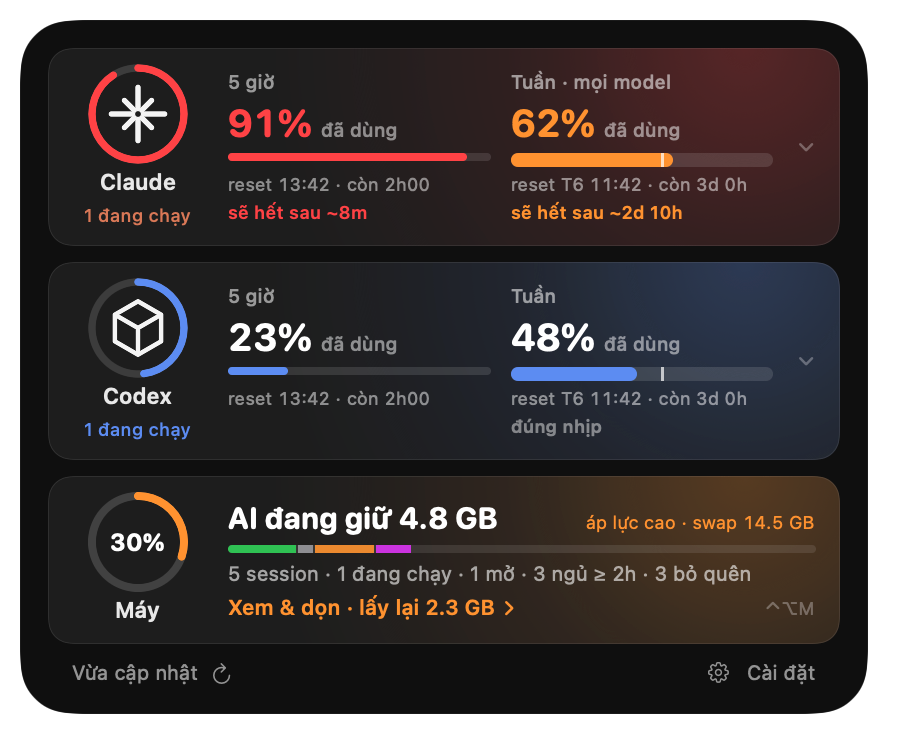 5 giờ
Tuần · mọi model
91% đã dùng
62% đã dùng
reset 13:42 · còn 2h00
reset T6 11:42 · còn 3d 0h
Claude
1 đang chạy
sẽ hết sau ~8m
sẽ hết sau ~2d 10h
5 giờ
Tuần
23% đã dùng
48% đã dùng
reset 13:42 · còn 2h00
reset T6 11:42 · còn 3d 0h
Codex
1 đang chạy
đúng nhịp
30%
Máy
AI đang giữ 4.8 GB
áp lực cao · swap 14.5 GB
5 session · 1 đang chạy · 1 mở · 3 ngủ ≥ 2h · 3 bỏ quên
Xem & dọn · lấy lại 2.3 GB >
^⌥M
Vừa cập nhật
Cài đặt